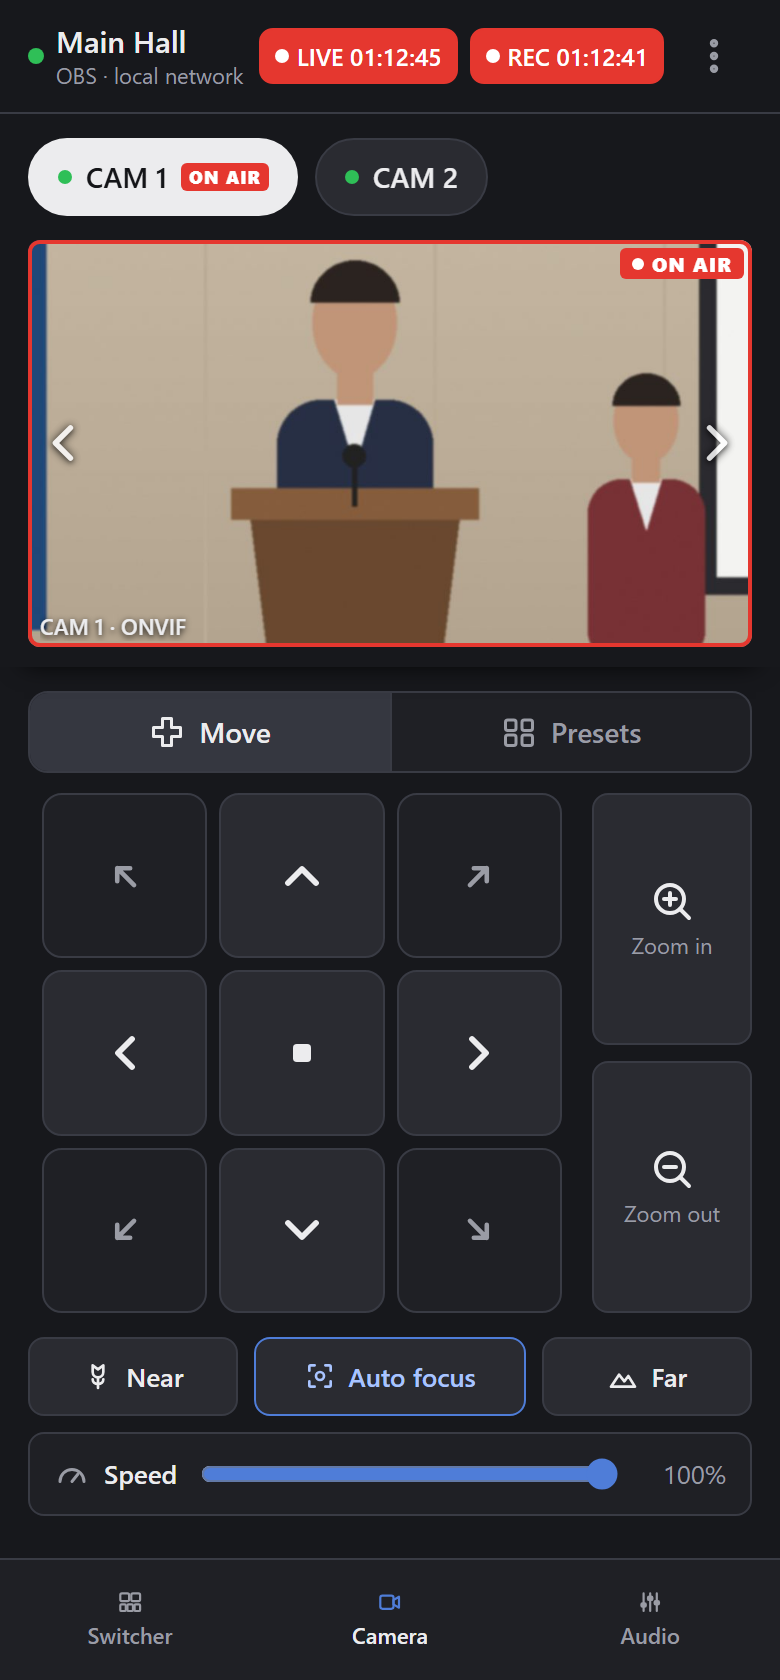 Main Hall
OBS · local network
LIVE 01:12:45
REC 01:12:41
CAM 1 ON AIR
CAM 2
ON AIR
CAM 1 · ONVIF
Move
Presets
Zoom in
Zoom out
Near
Auto focus
Far
Speed
100%
Switcher
Camera
Audio